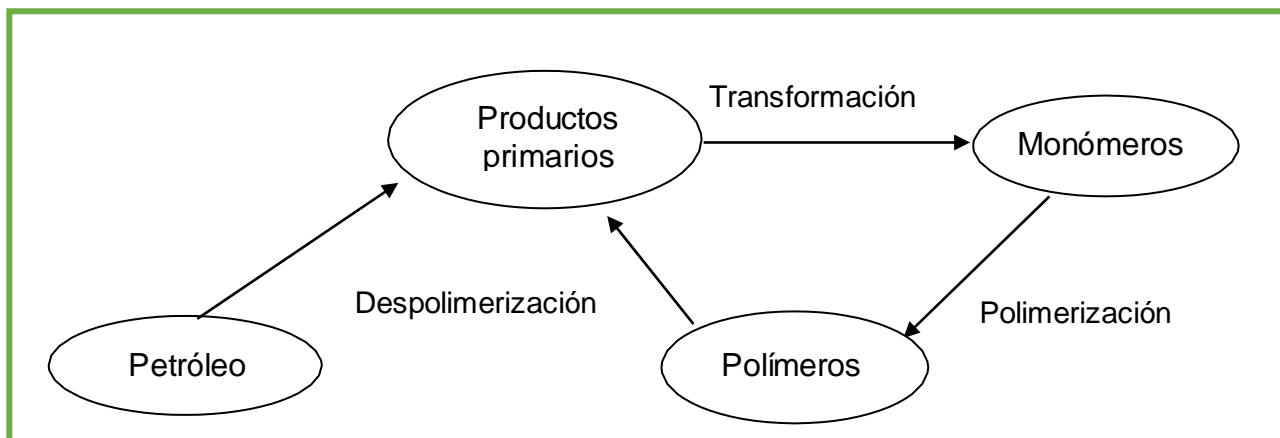 Transformación
Productos
primarios
Monómeros
Despolimerización
Polimerización
Petróleo
Polímeros